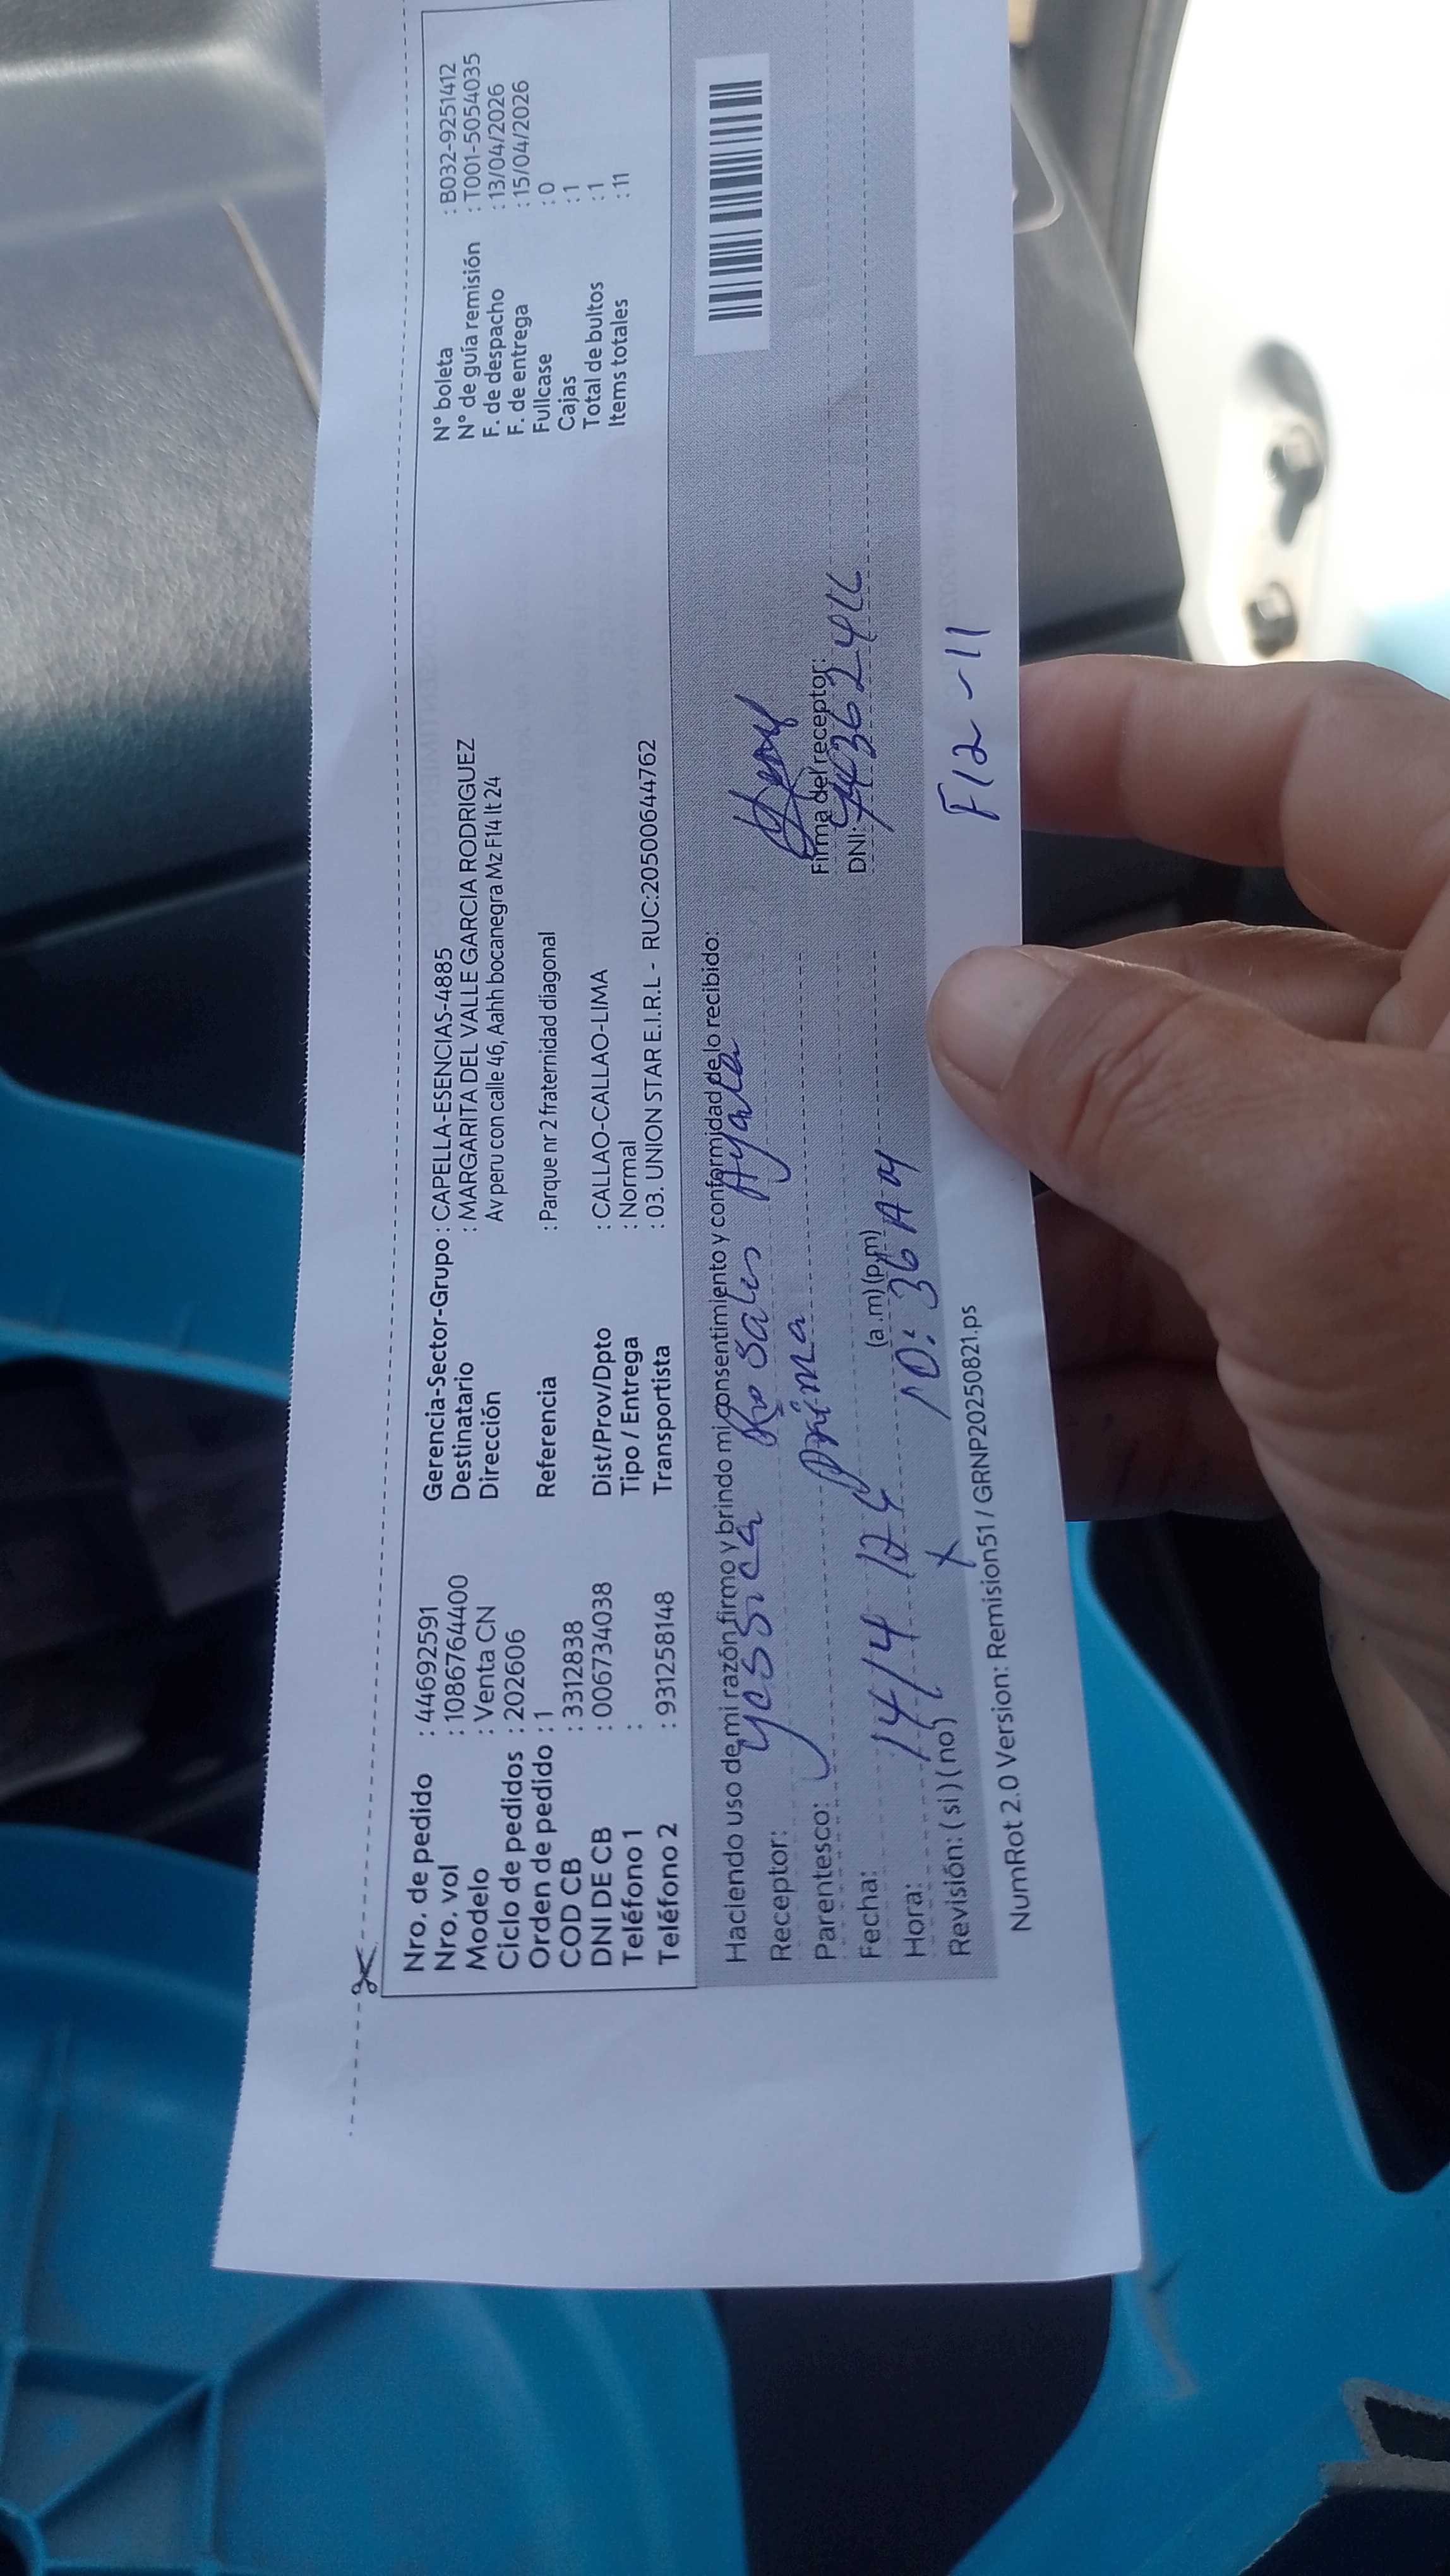 Nro. de pedido : 44692591
Nro. vol : 1086764400
Modelo : Venta CN
Ciclo de pedidos : 202606
Orden de pedido : 1
COD CB : 3312838
DNI DE CB : 006734038
Teléfono 1 :
Teléfono 2 : 931258148
Gerencia-Sector-Grupo : CAPELLA-ESENCIAS-4885
Destinatario : MARGARITA DEL VALLE GARCIA RODRIGUEZ
Dirección Av peru con calle 46, Aahh bocanegra Mz F14 lt 24
Referencia : Parque nr 2 fraternidad diagonal
Dist/Prov/Dpto : CALLAO-CALLAO-LIMA
Tipo / Entrega : Normal
Transportista : 03. UNION STAR E.I.R.L - RUC:20500644762
N° boleta : B032-9251412
N° de guía remisión : T001-5054035
F. de despacho : 13/04/2026
F. de entrega : 15/04/2026
Fullcase : 0
Cajas : 1
Total de bultos : 1
Items totales : 11
Haciendo uso de mi razón firmo y brindo mi consentimiento y conformidad de lo recibido:
Receptor: Yessica Rosales Ayala
Parentesco: Prima
Fecha: 14/4
Hora: 10:36 AM (a .m) (p.m)
Revisión: ( si ) ( no )
Firma del receptor:
DNI:
F12-11
NumRot 2.0 Version: Remision51 / GRNP20250821.ps